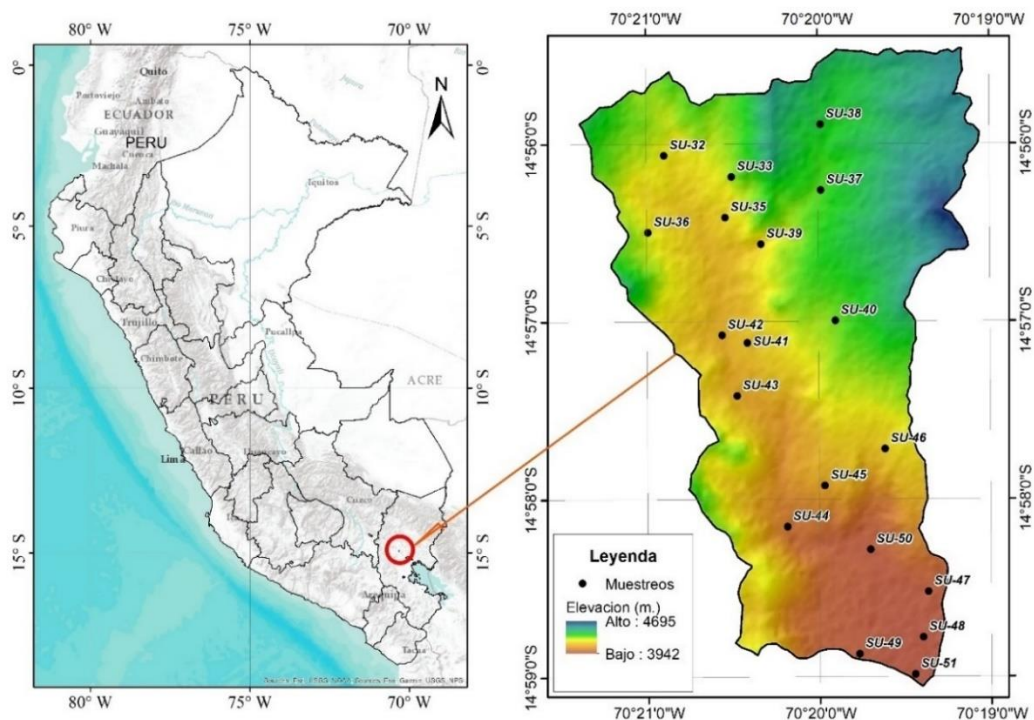 80° W 75° W 70° W
70°21'0"W 70°20'0"W 70°19'0"W
0°
5°S
10°S
15°S
0°
5°S
10°S
15°S
N
Quito
Portoviejo
Ambato
ECUADOR
Guayaquil
PERU
Cuenca
Machala
Iquitos
Piura
Chiclayo
Trujillo
Pucallpa
Chimbote
ACRE
PERU
Callao
Lima
Huancayo
Cuzco
Arequipa
Tacna
80° W 75° W 70° W
14°56'0"S
14°57'0"S
14°58'0"S
14°59'0"S
SU-38
SU-32
SU-33
SU-37
SU-35
SU-36
SU-39
SU-40
SU-42
SU-41
SU-43
SU-46
SU-45
SU-44
SU-50
SU-47
SU-48
SU-49
SU-51
Leyenda
Muestreos
Elevacion (m.)
Alto : 4695
Bajo : 3942
14°56'0"S
14°57'0"S
14°58'0"S
14°59'0"S
70°21'0"W 70°20'0"W 70°19'0"W